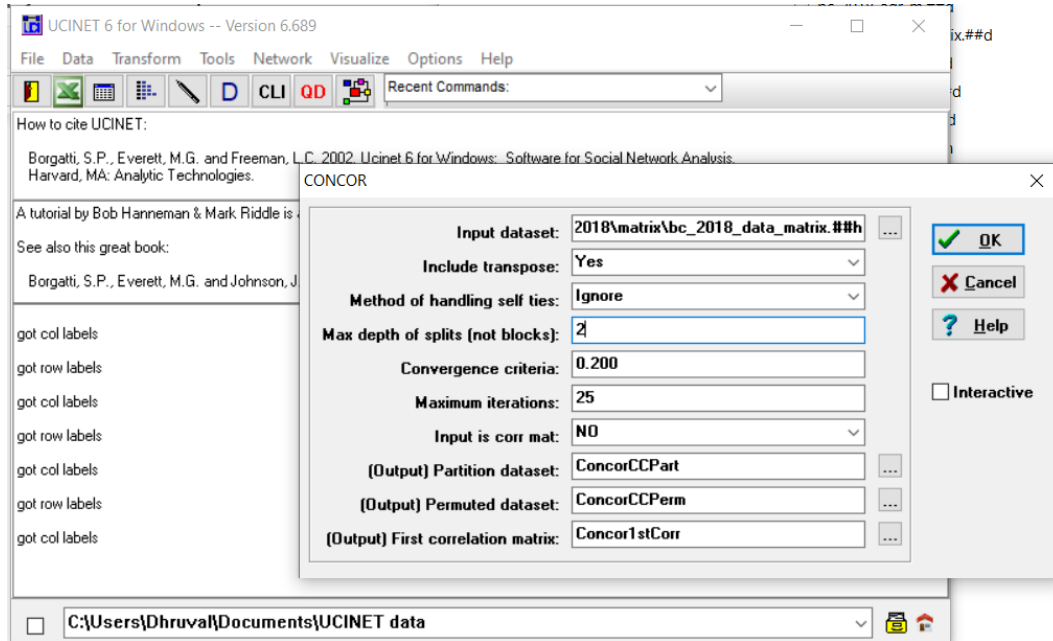 UCINET 6 for Windows -- Version 6.689
ix.##d
File Data Transform Tools Network Visualize Options Help
D CLI QD Recent Commands:
How to cite UCINET:
Borgatti, S.P., Everett, M.G. and Freeman, L.C. 2002. Ucinet 6 for Windows: Software for Social Network Analysis.
Harvard, MA: Analytic Technologies.
A tutorial by Bob Hanneman & Mark Riddle is
See also this great book:
Borgatti, S.P., Everett, M.G. and Johnson, J.
got col labels
got row labels
got col labels
got row labels
got col labels
got row labels
got col labels
CONCOR
Input dataset: 2018\matrix\bc_2018_data_matrix.##h ...
Include transpose: Yes
Method of handling self ties: Ignore
Max depth of splits (not blocks): 2
Convergence criteria: 0.200
Maximum iterations: 25
Input is corr mat: NO
(Output) Partition dataset: ConcorCCPart ...
(Output) Permuted dataset: ConcorCCPerm ...
(Output) First correlation matrix: Concor1stCorr ...
OK
Cancel
? Help
Interactive
C:\Users\Dhruval\Documents\UCINET data